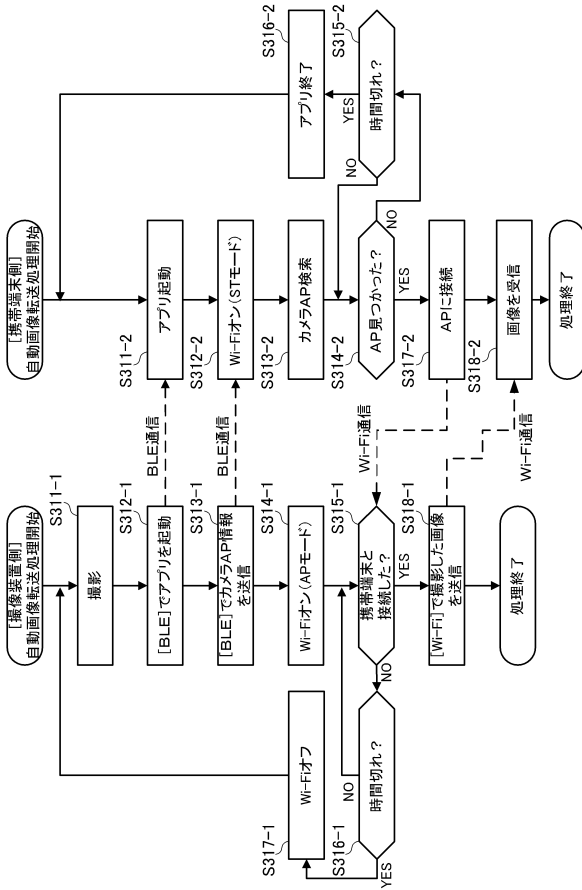 [撮像装置側]
自動画像転送処理開始
S311-1
撮影
S312-1
[BLE]でアプリを起動
BLE通信
S313-1
[BLE]でカメラAP情報
を送信
BLE通信
S314-1
Wi-Fiオン(APモード)
S315-1
携帯端末と
接続した?
Wi-Fi通信
YES
NO
S316-1
時間切れ?
NO
YES
S317-1
Wi-Fiオフ
S318-1
[Wi-Fi]で撮影した画像
を送信
Wi-Fi通信
処理終了
[携帯端末側]
自動画像転送処理開始
S311-2
アプリ起動
S312-2
Wi-Fiオン(STモード)
S313-2
カメラAP検索
S314-2
AP見つかった?
YES
NO
S315-2
時間切れ?
NO
YES
S316-2
アプリ終了
S317-2
APに接続
S318-2
画像を受信
処理終了